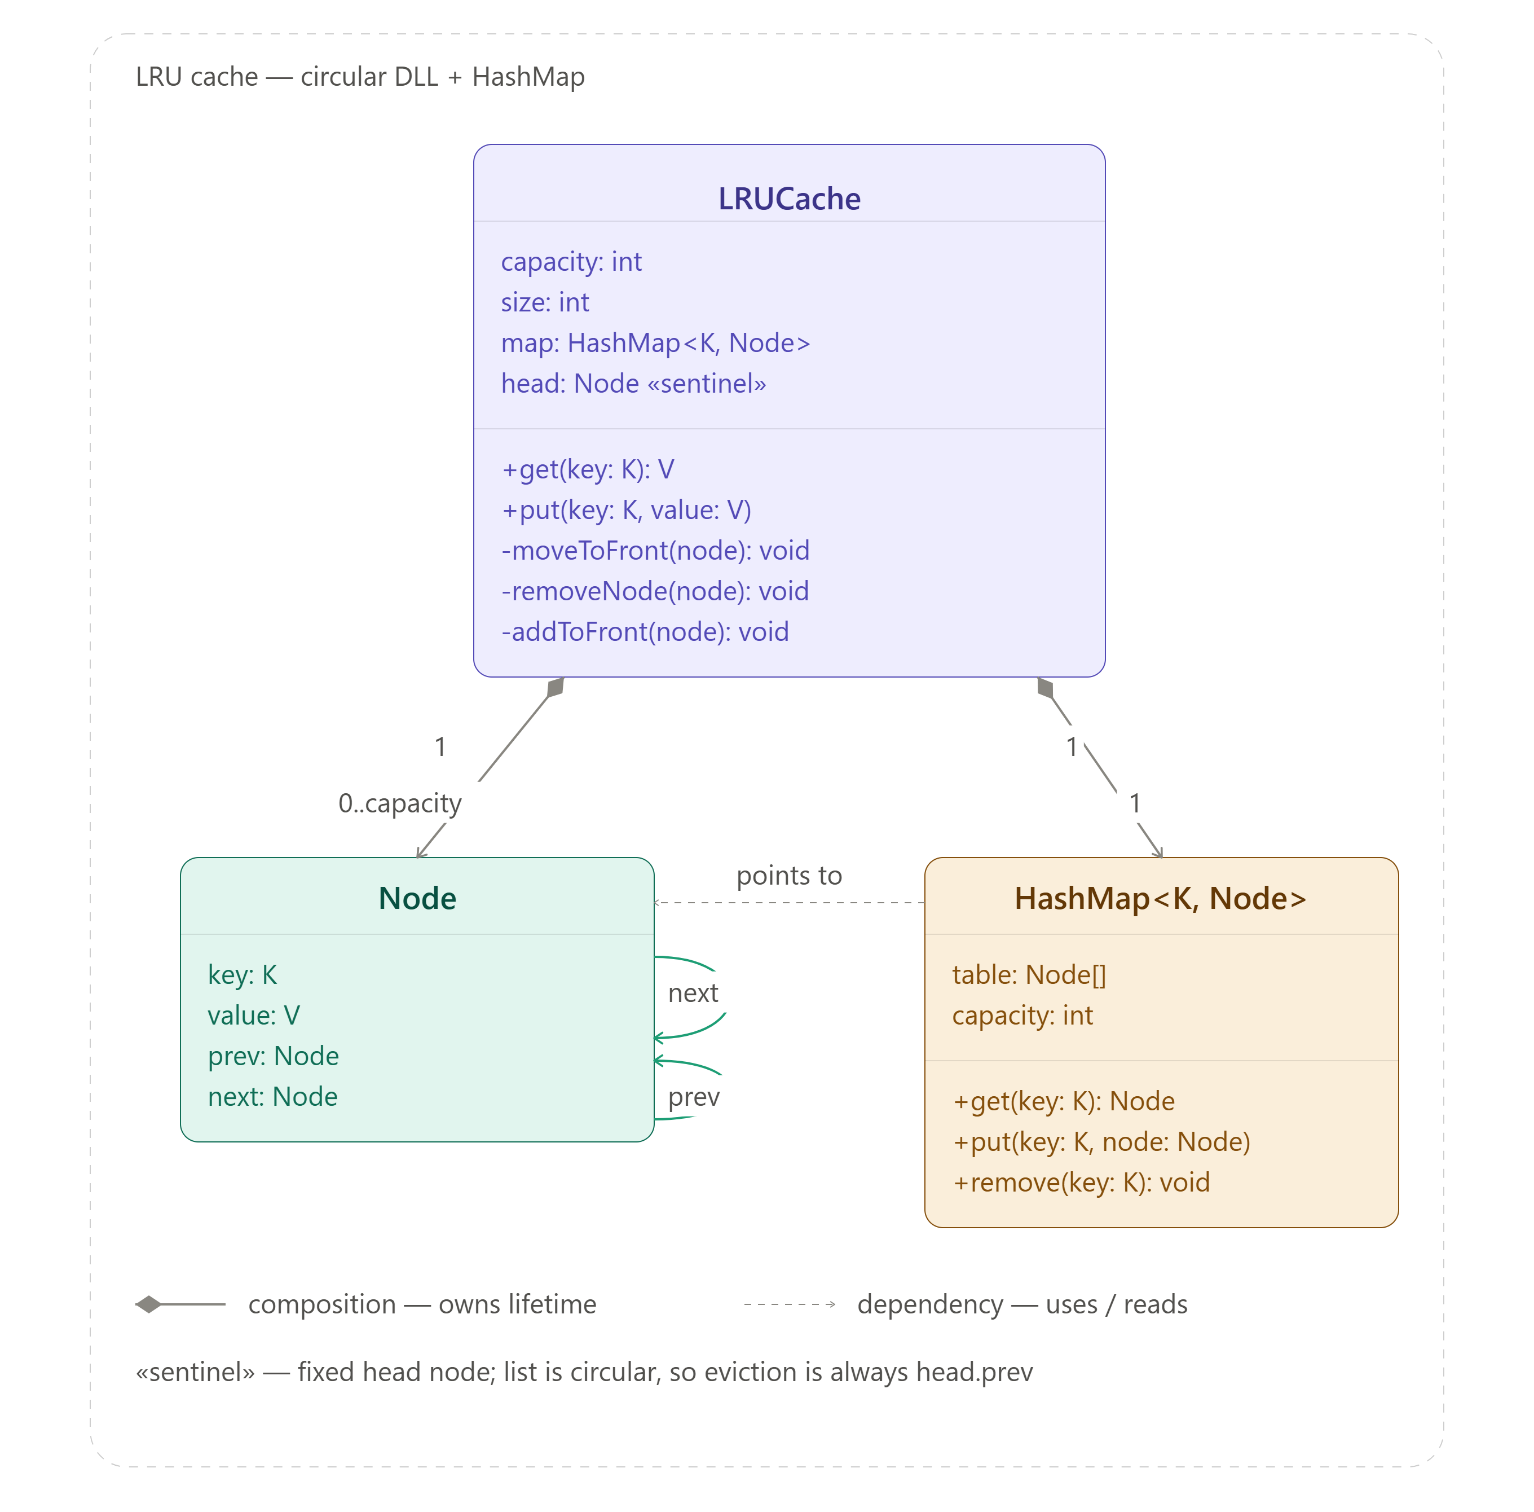 LRU cache — circular DLL + HashMap
LRUCache
capacity: int
size: int
map: HashMap<K, Node>
head: Node «sentinel»
+get(key: K): V
+put(key: K, value: V)
-moveToFront(node): void
-removeNode(node): void
-addToFront(node): void
1
1
0..capacity
1
points to
Node
key: K
value: V
prev: Node
next: Node
next
prev
HashMap<K, Node>
table: Node[]
capacity: int
+get(key: K): Node
+put(key: K, node: Node)
+remove(key: K): void
composition — owns lifetime
dependency — uses / reads
«sentinel» — fixed head node; list is circular, so eviction is always head.prev